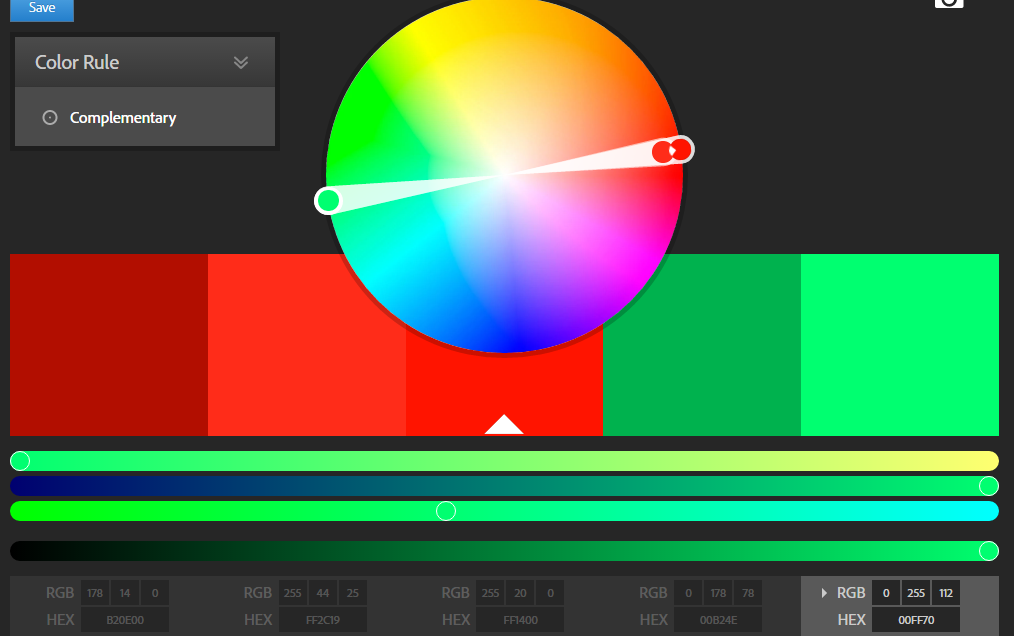 Save
Color Rule
Complementary
RGB 178 14 0 RGB 255 44 25 RGB 255 20 0 RGB 0 178 78 RGB 0 255 112
HEX B20E00 HEX FF2C19 HEX FF1400 HEX 00B24E HEX 00FF70